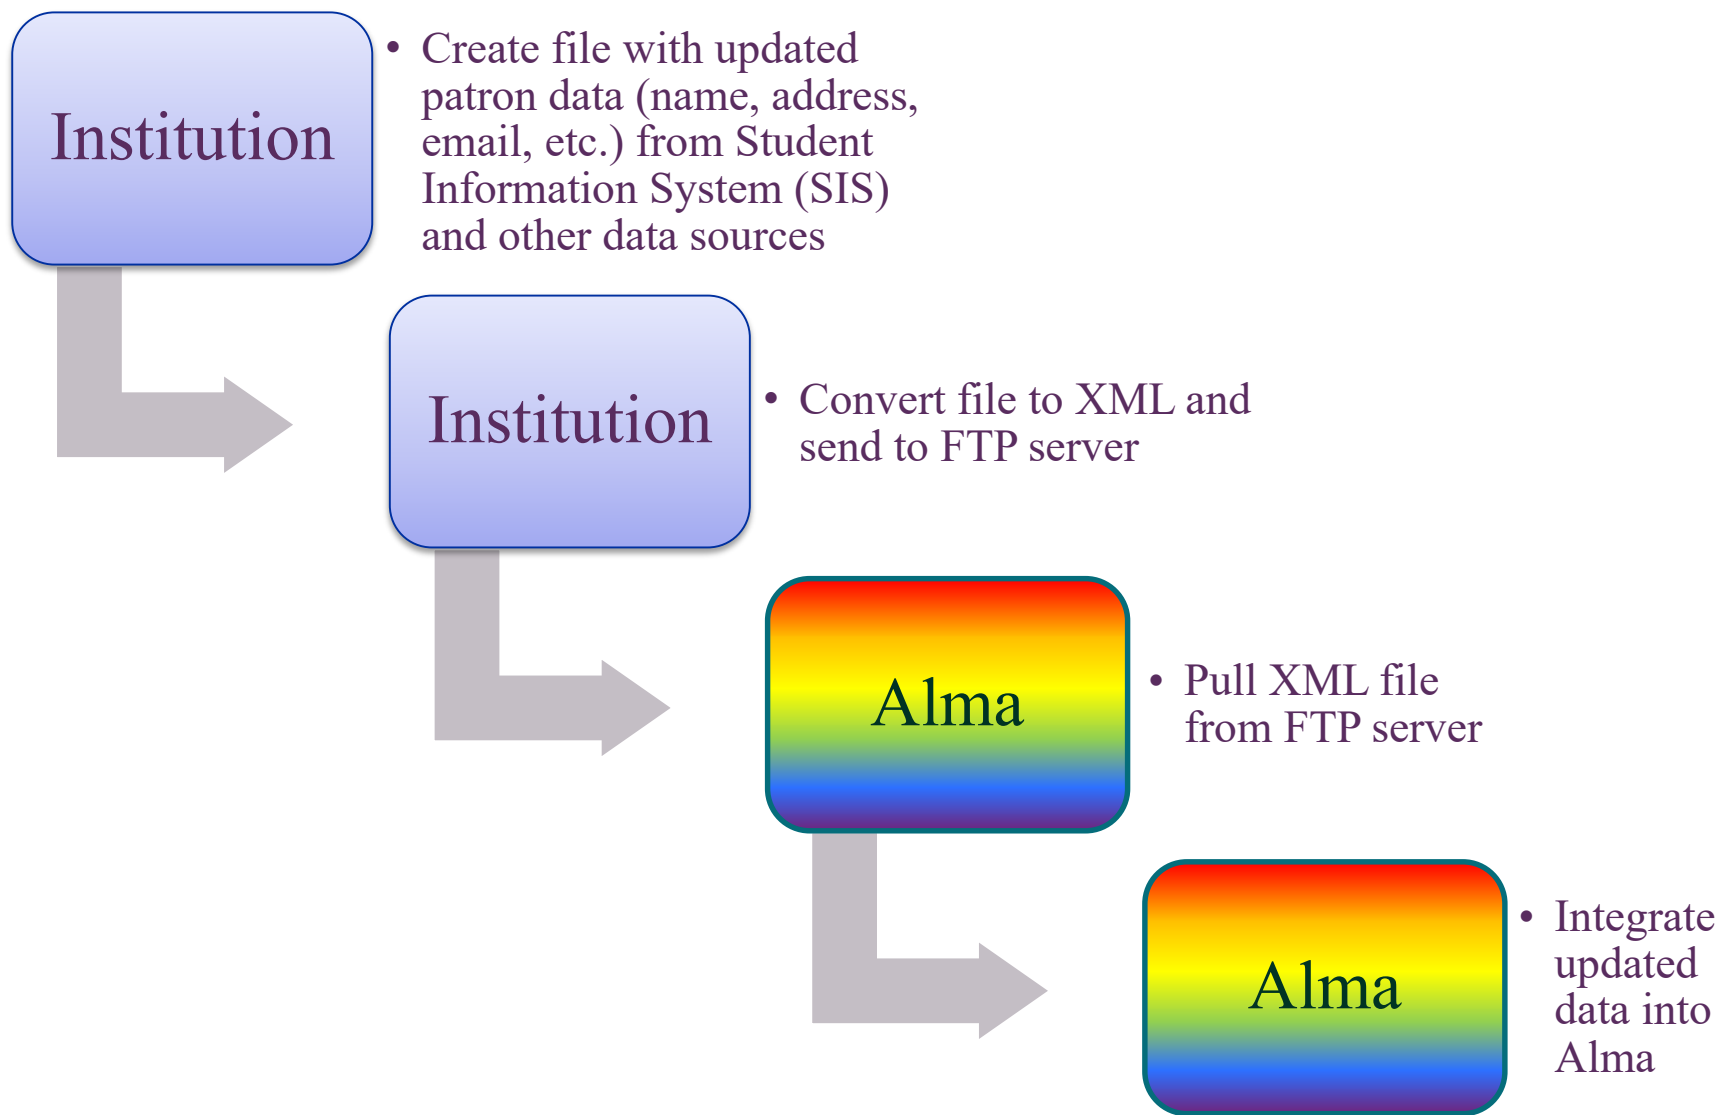 Institution
• Create file with updated
patron data (name, address,
email, etc.) from Student
Information System (SIS)
and other data sources
Institution
• Convert file to XML and
send to FTP server
Alma
• Pull XML file
from FTP server
Alma
• Integrate
updated
data into
Alma